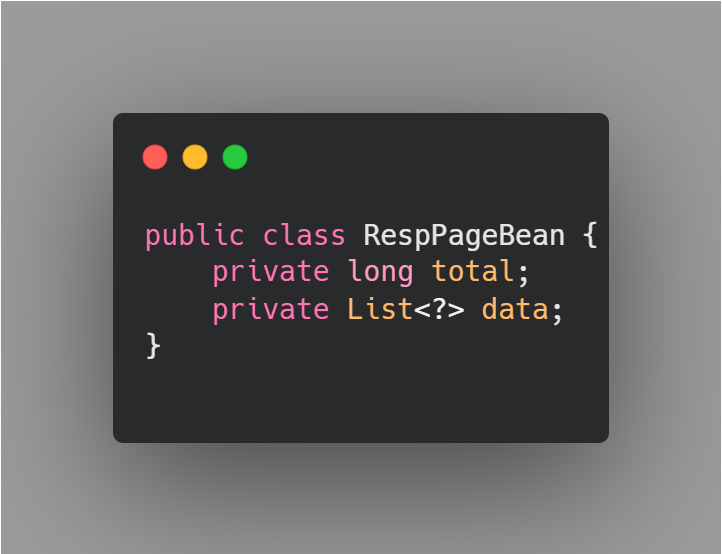 public class RespPageBean {
    private long total;
    private List<?> data;
}